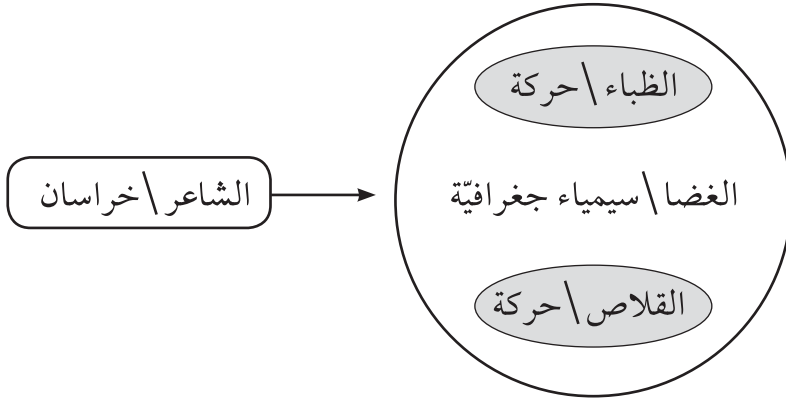 الظباء\حركة
الشاعر\خراسان
الغضا\سيمياء جغرافيّة
القلاص\حركة